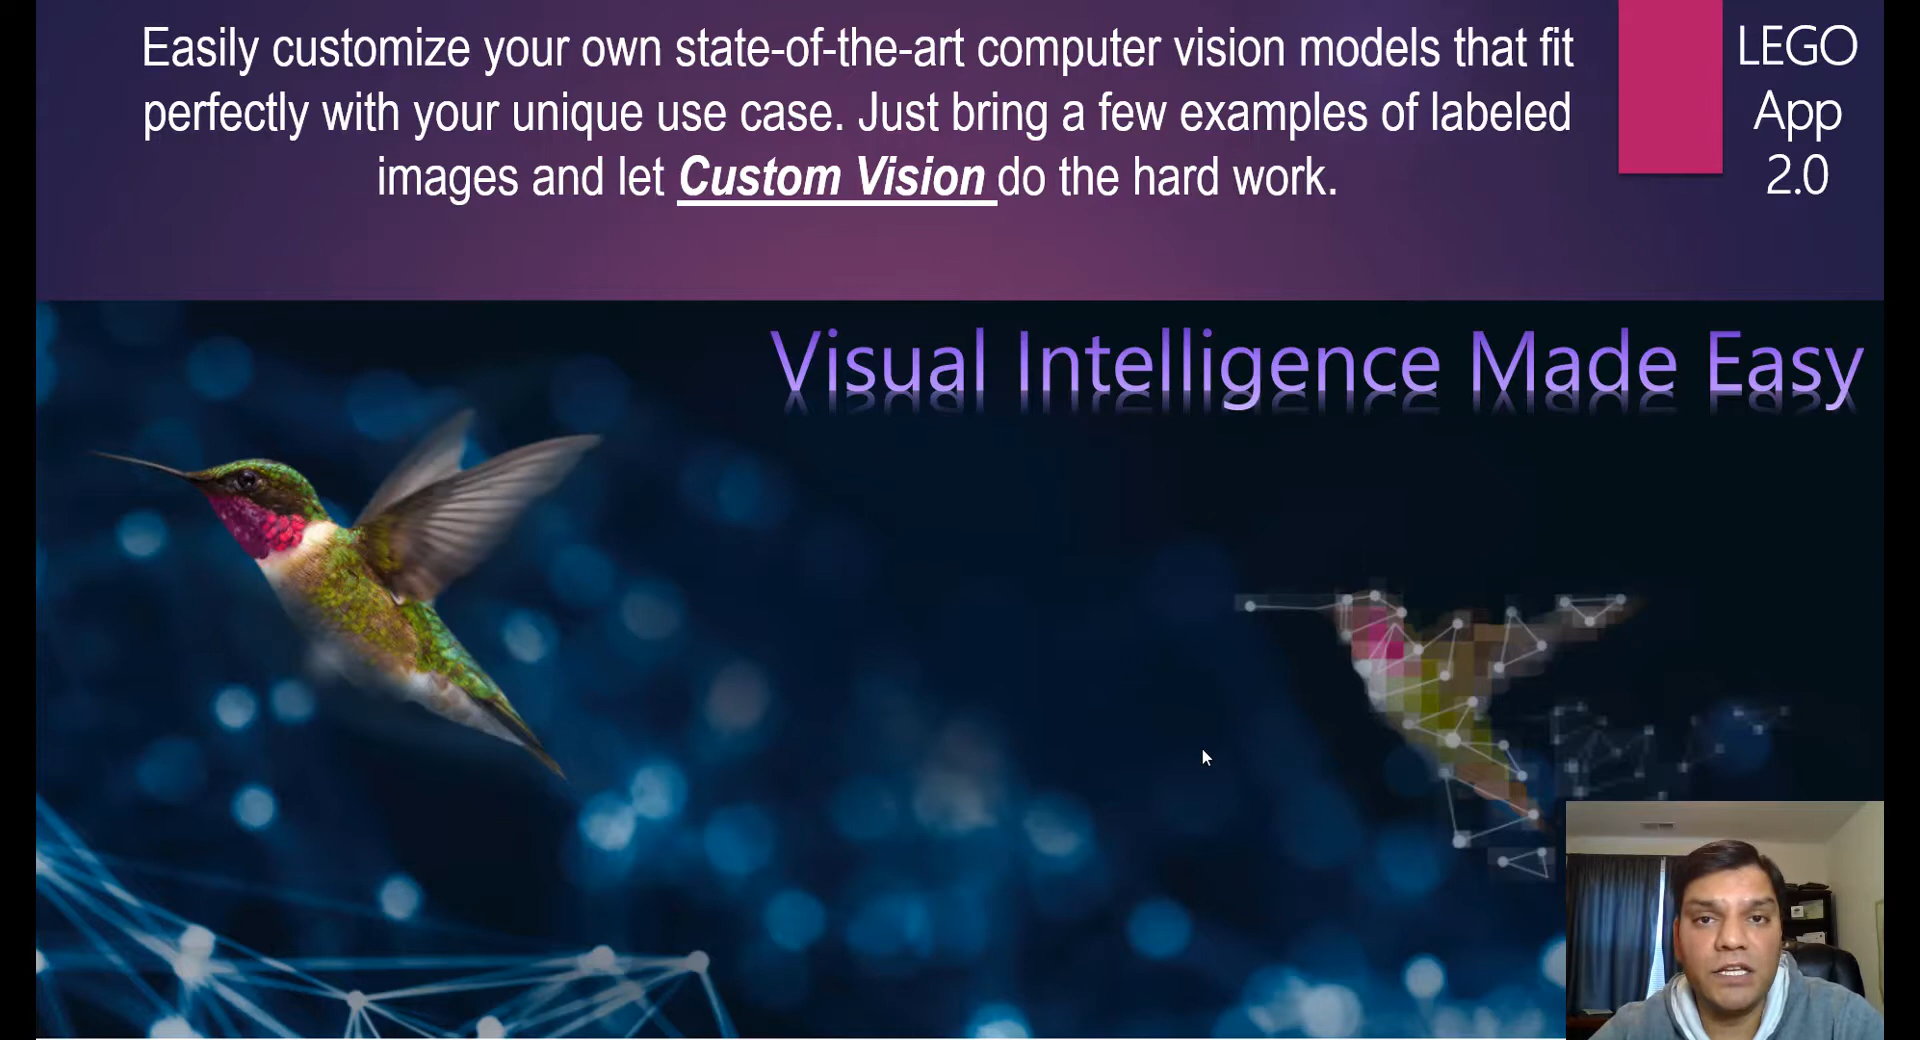 Easily customize your own state-of-the-art computer vision models that fit
perfectly with your unique use case. Just bring a few examples of labeled
images and let Custom Vision do the hard work.
LEGO
App
2.0
Visual Intelligence Made Easy